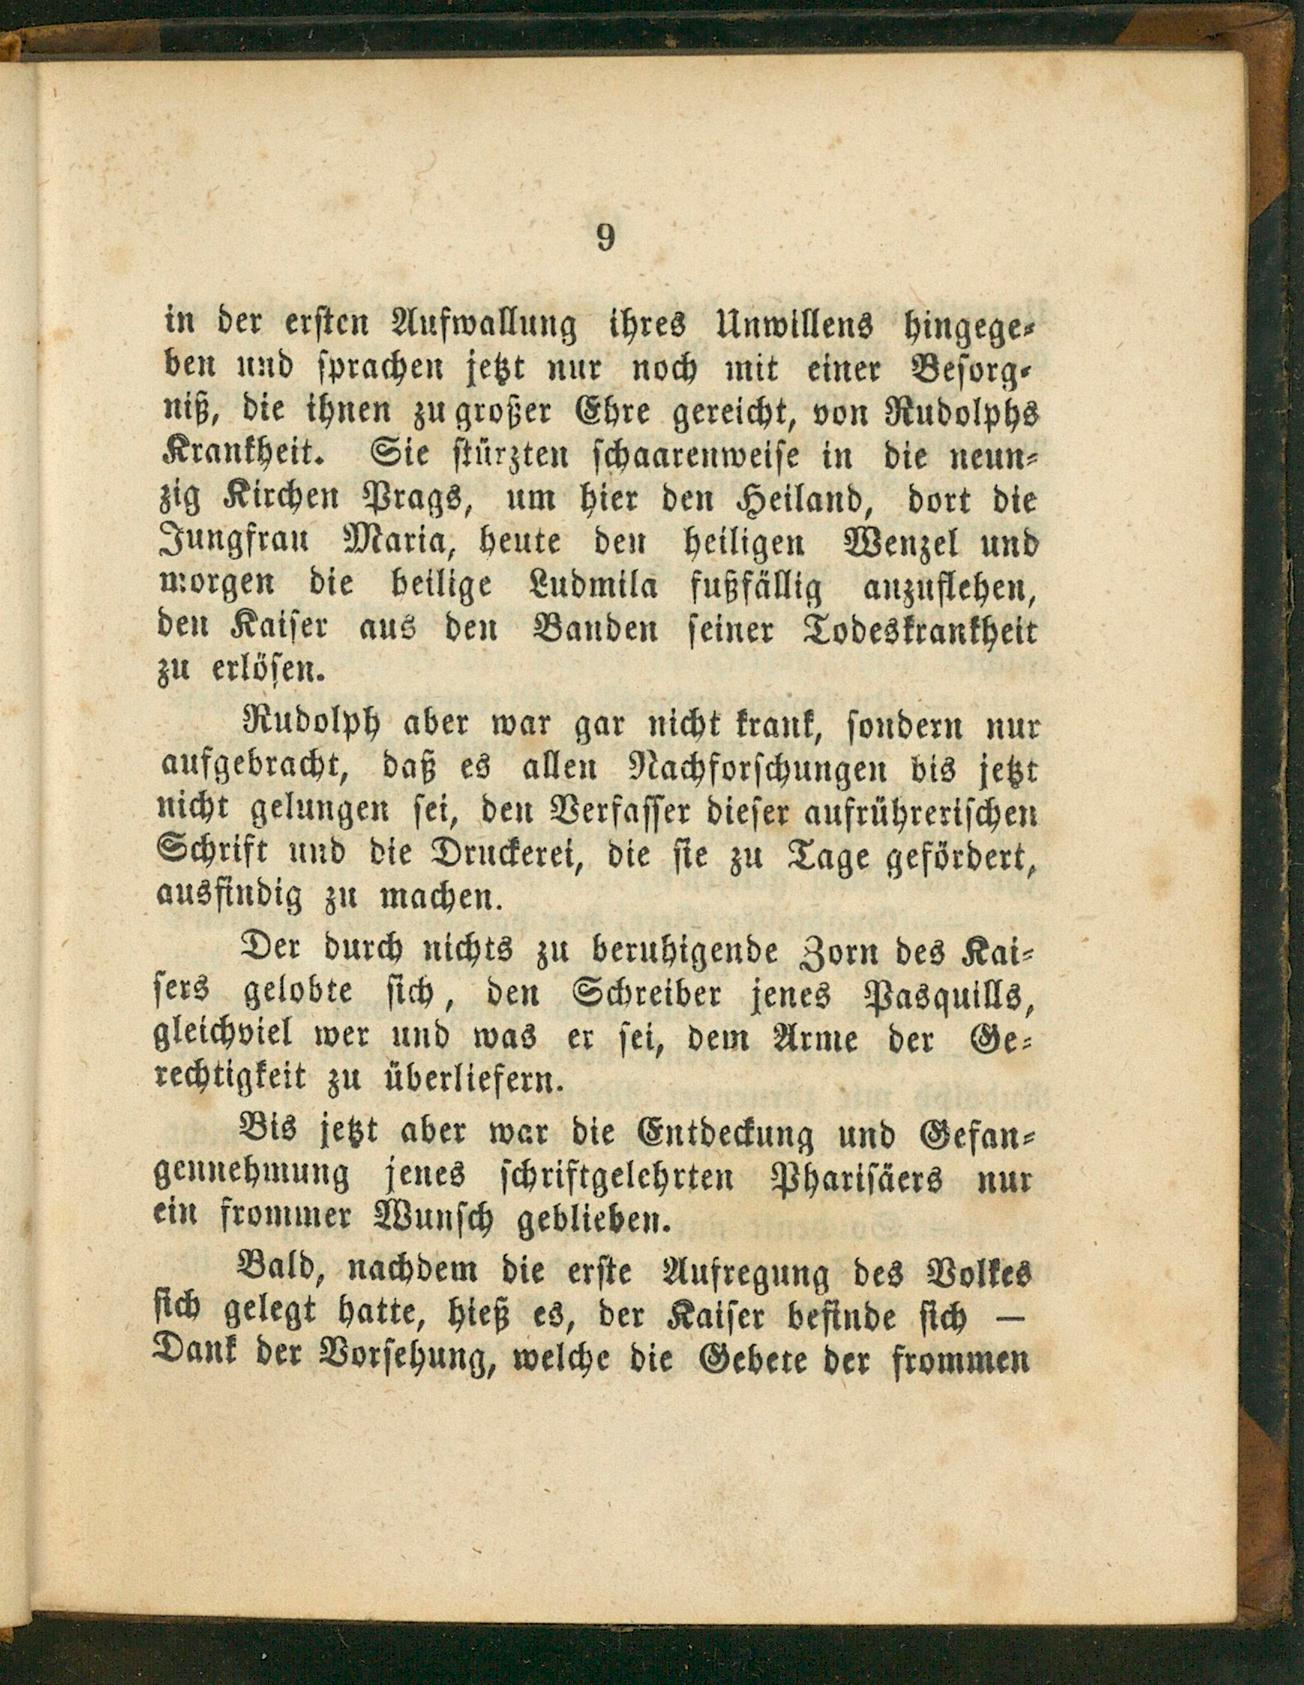 9
in der ersten Aufwallung ihres Unwillens hingege-
ben und sprachen jetzt nur noch mit einer Besorg-
niß, die ihnen zu großer Ehre gereicht, von Rudolphs
Krankheit. Sie stürzten schaarenweise in die neun-
zig Kirchen Prags, um hier den Heiland, dort die
Jungfrau Maria, heute den heiligen Wenzel und
morgen die heilige Ludmila fußfällig anzuflehen,
den Kaiser aus den Banden seiner Todeskrankheit
zu erlösen.
Rudolph aber war gar nicht krank, sondern nur
aufgebracht, daß es allen Nachforschungen bis jetzt
nicht gelungen sei, den Verfasser dieser aufrührerischen
Schrift und die Druckerei, die sie zu Tage gefördert,
ausfindig zu machen.
Der durch nichts zu beruhigende Zorn des Kai-
sers gelobte sich, den Schreiber jenes Pasquills,
gleichviel wer und was er sei, dem Arme der Ge-
rechtigkeit zu überliefern.
Bis jetzt aber war die Entdeckung und Gefan-
gennehmung jenes schriftgelehrten Pharisäers nur
ein frommer Wunsch geblieben.
Bald, nachdem die erste Aufregung des Volkes
sich gelegt hatte, hieß es, der Kaiser befinde sich —
Dank der Vorsehung, welche die Gebete der frommen